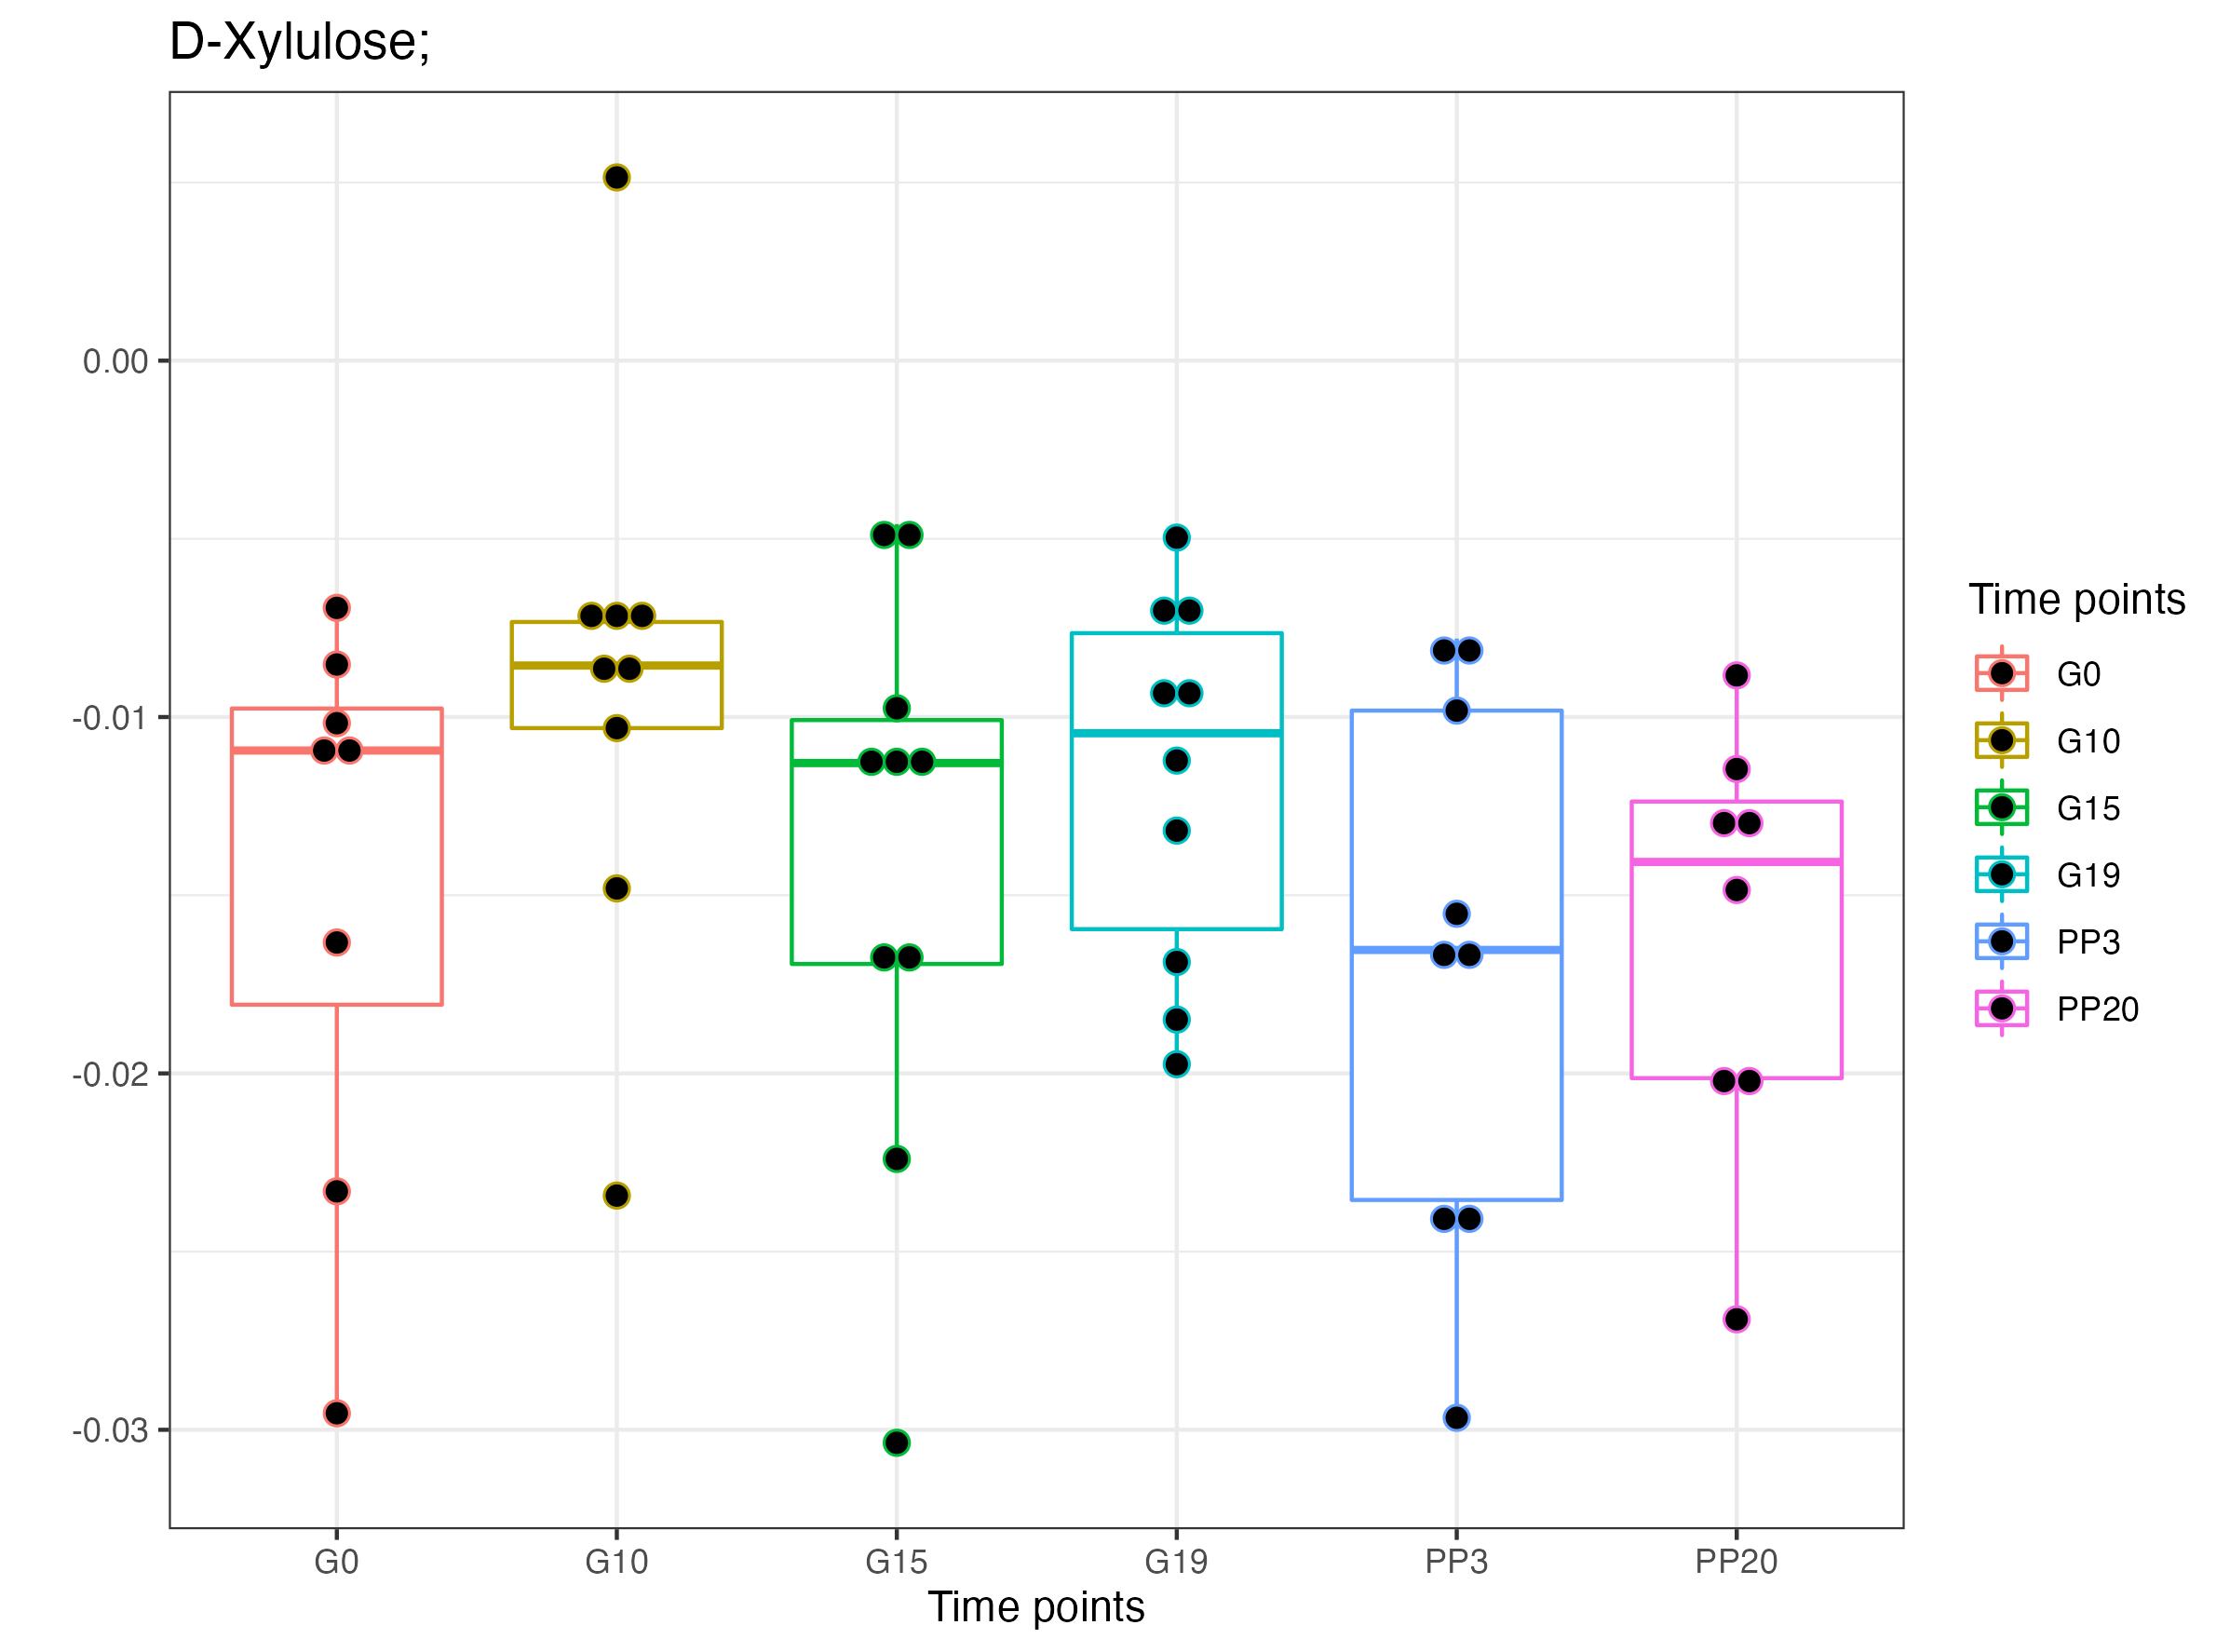 D-Xylulose;
0.00
-0.01
-0.02
-0.03
G0 G10 G15 G19 PP3 PP20
Time points
Time points
G0
G10
G15
G19
PP3
PP20